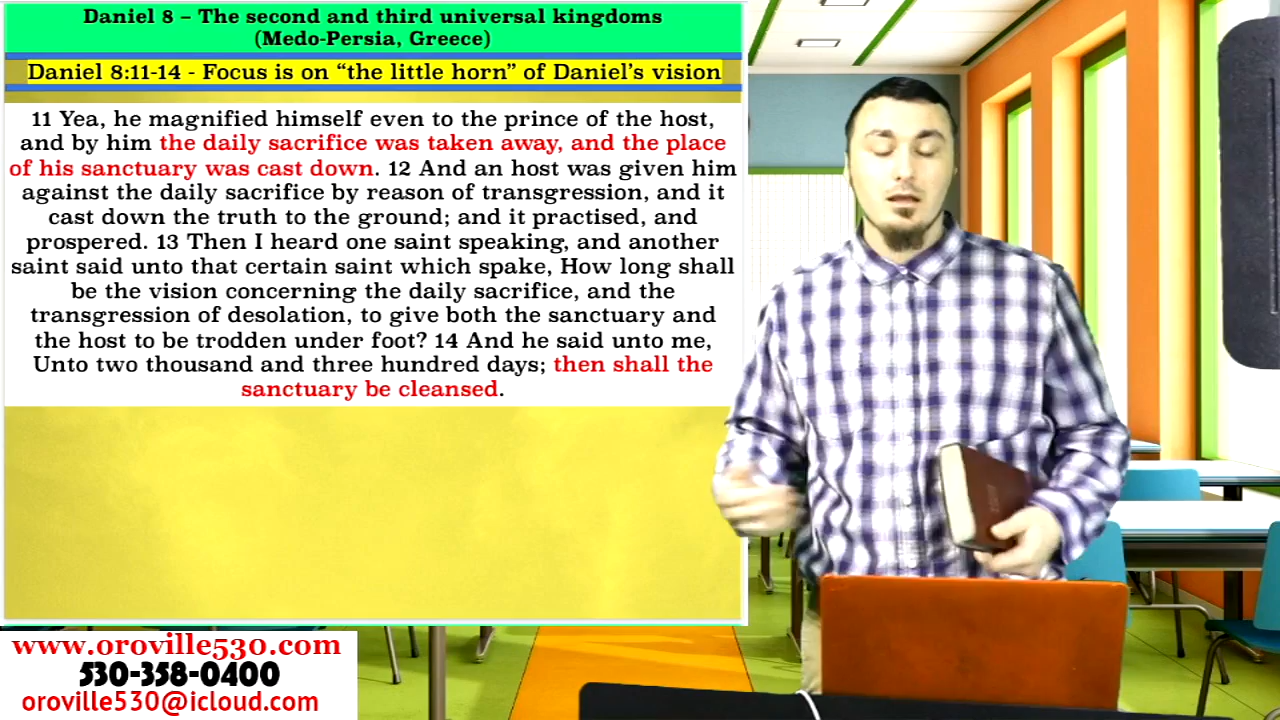 Daniel 8 – The second and third universal kingdoms
(Medo-Persia, Greece)
Daniel 8:11-14 - Focus is on “the little horn” of Daniel’s vision
11 Yea, he magnified himself even to the prince of the host,
and by him the daily sacrifice was taken away, and the place
of his sanctuary was cast down. 12 And an host was given him
against the daily sacrifice by reason of transgression, and it
cast down the truth to the ground; and it practised, and
prospered. 13 Then I heard one saint speaking, and another
saint said unto that certain saint which spake, How long shall
be the vision concerning the daily sacrifice, and the
transgression of desolation, to give both the sanctuary and
the host to be trodden under foot? 14 And he said unto me,
Unto two thousand and three hundred days; then shall the
sanctuary be cleansed.
www.oroville530.com
530-358-0400
oroville530@icloud.com